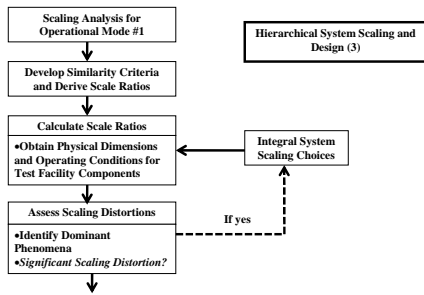 Scaling Analysis for
Operational Mode #1
Hierarchical System Scaling and
Design (3)
Develop Similarity Criteria
and Derive Scale Ratios
Calculate Scale Ratios
•Obtain Physical Dimensions
and Operating Conditions for
Test Facility Components
Integral System
Scaling Choices
Assess Scaling Distortions
•Identify Dominant
Phenomena
•Significant Scaling Distortion?
If yes